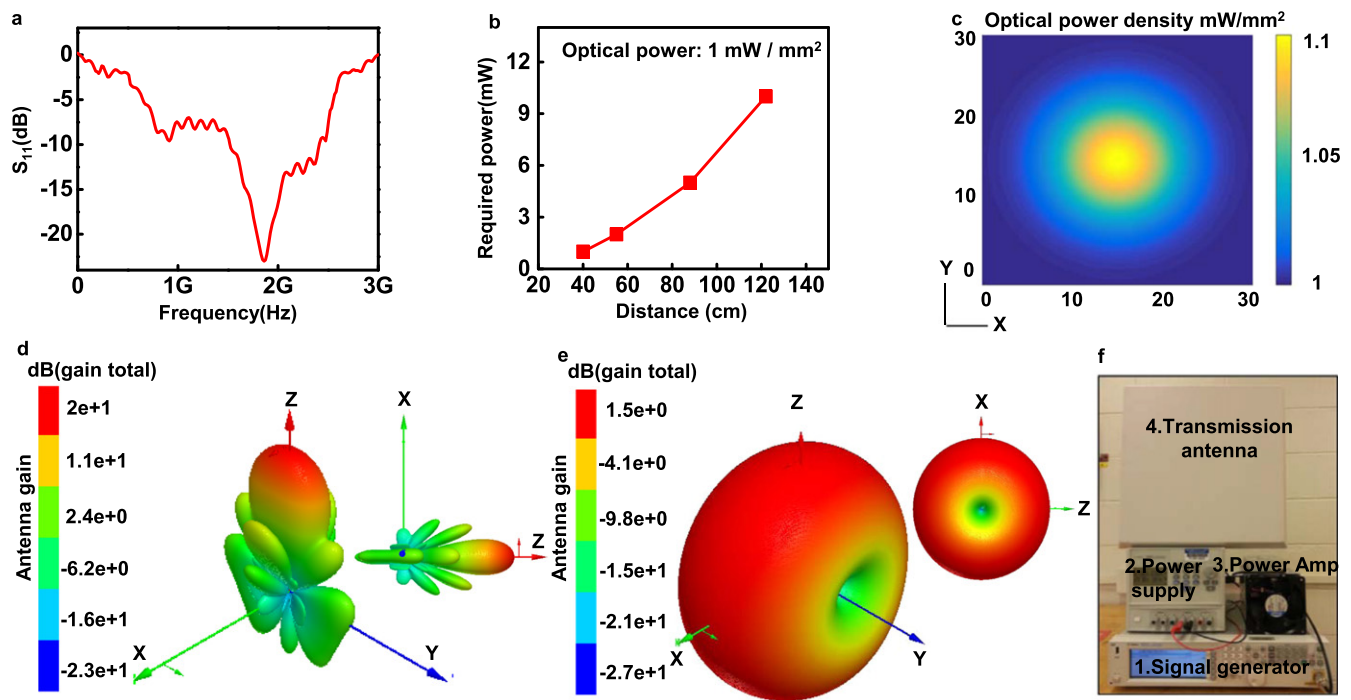 a
0
-5
-10
-15
-20
S11(dB)
0 1G 2G 3G
Frequency(Hz)
b
Optical power: 1 mW / mm²
12
9
6
3
0
Required power(mW)
20 40 60 80 100 120 140
Distance (cm)
c
Optical power density mW/mm²
30
20
10
0
0 10 20 30
Y
X
1.1
1.05
1
d
dB(gain total)
Antenna gain
2e+1
1.1e+1
2.4e+0
-6.2e+0
-1.6e+1
-2.3e+1
Z
X
Y
X
Z
e
dB(gain total)
Antenna gain
1.5e+0
-4.1e+0
-9.8e+0
-1.5e+1
-2.1e+1
-2.7e+1
Z
X
Y
X
Z
f
4.Transmission
antenna
2.Power
supply
3.Power Amp
1.Signal generator